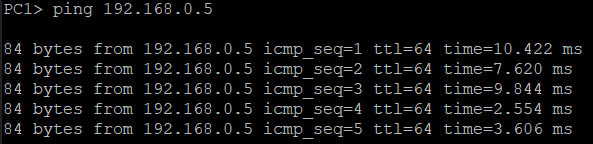 PC1> ping 192.168.0.5
84 bytes from 192.168.0.5 icmp_seq=1 ttl=64 time=10.422 ms
84 bytes from 192.168.0.5 icmp_seq=2 ttl=64 time=7.620 ms
84 bytes from 192.168.0.5 icmp_seq=3 ttl=64 time=9.844 ms
84 bytes from 192.168.0.5 icmp_seq=4 ttl=64 time=2.554 ms
84 bytes from 192.168.0.5 icmp_seq=5 ttl=64 time=3.606 ms